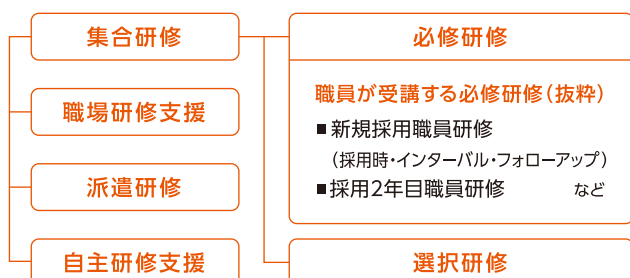 集合研修
職場研修支援
派遣研修
自主研修支援
必修研修
職員が受講する必修研修（抜粋）
■新規採用職員研修
（採用時・インターバル・フォローアップ）
■採用2年目職員研修 など
選択研修